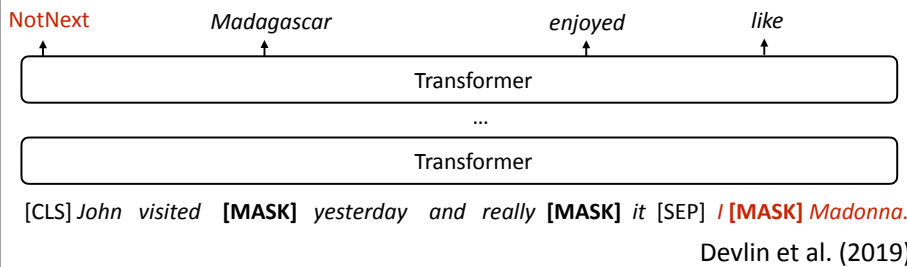 NotNext Madagascar enjoyed like
Transformer
...
Transformer
[CLS] John visited [MASK] yesterday and really [MASK] it [SEP] I [MASK] Madonna.
Devlin et al. (2019)